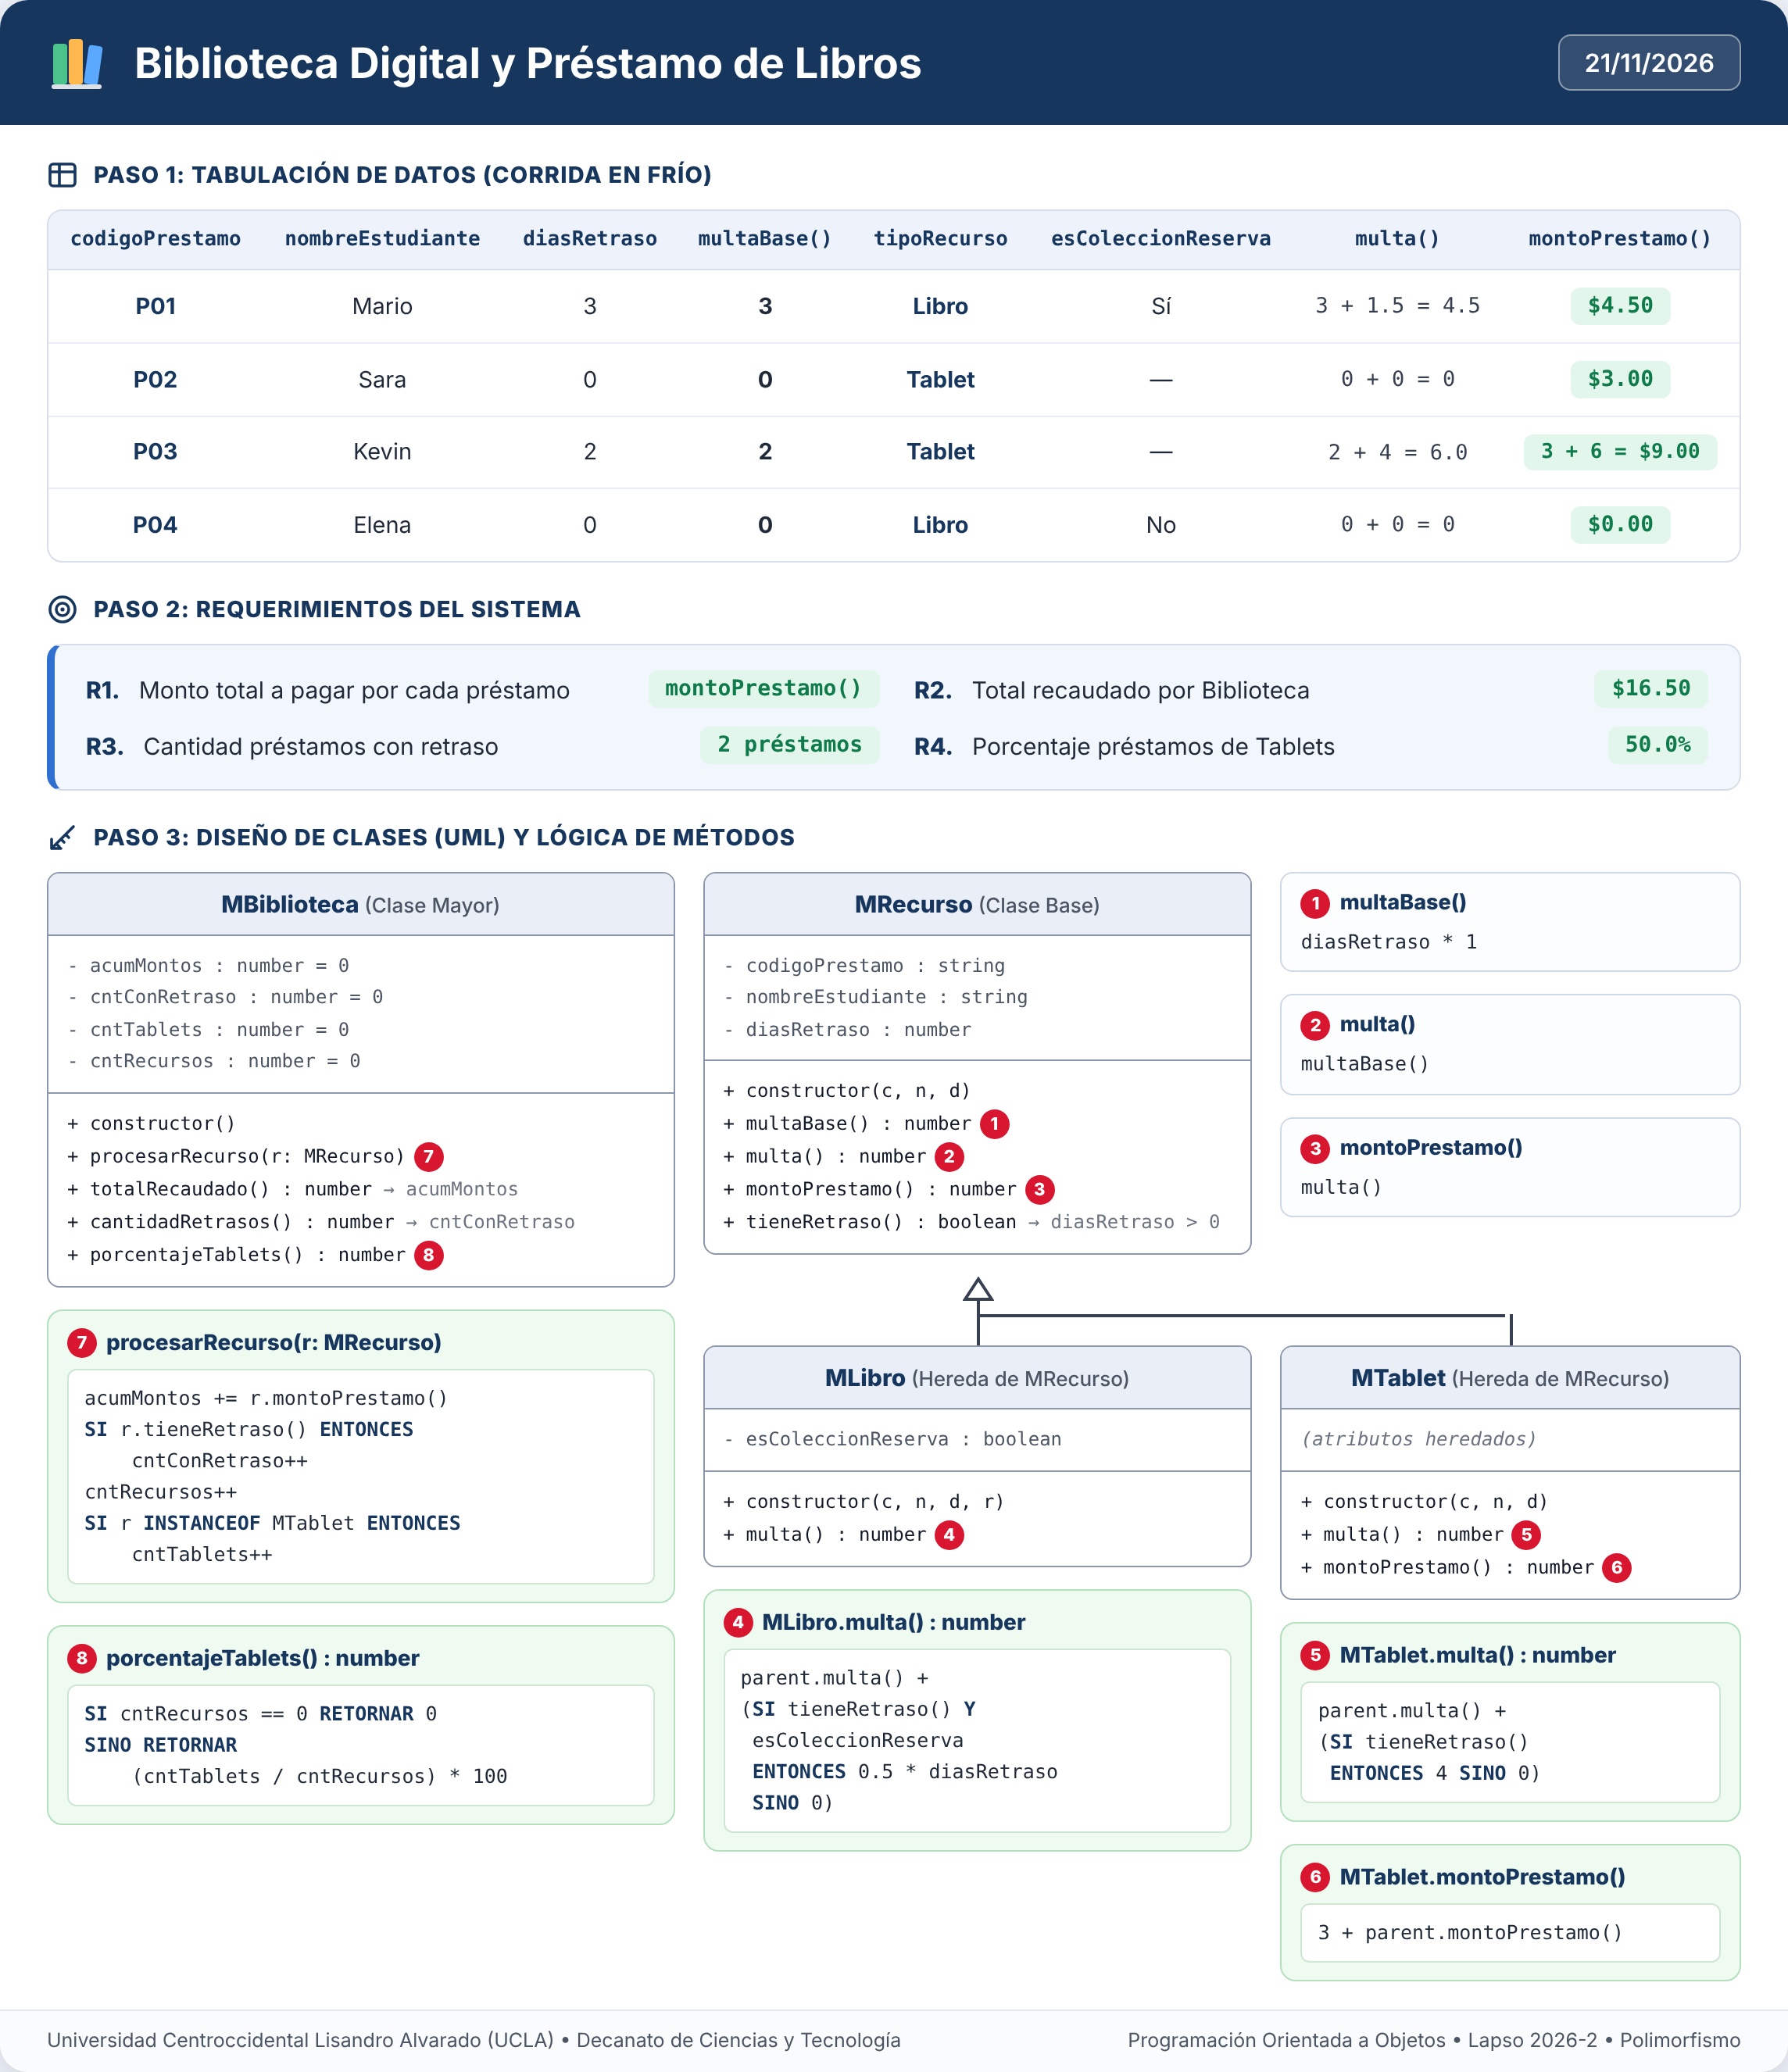 Biblioteca Digital y Préstamo de Libros
21/11/2026
PASO 1: TABULACIÓN DE DATOS (CORRIDA EN FRÍO)
codigoPrestamo nombreEstudiante diasRetraso multaBase() tipoRecurso esColeccionReserva multa() montoPrestamo()
P01 Mario 3 3 Libro Sí 3 + 1.5 = 4.5 $4.50
P02 Sara 0 0 Tablet — 0 + 0 = 0 $3.00
P03 Kevin 2 2 Tablet — 2 + 4 = 6.0 3 + 6 = $9.00
P04 Elena 0 0 Libro No 0 + 0 = 0 $0.00
PASO 2: REQUERIMIENTOS DEL SISTEMA
R1. Monto total a pagar por cada préstamo montoPrestamo()
R2. Total recaudado por Biblioteca $16.50
R3. Cantidad préstamos con retraso 2 préstamos
R4. Porcentaje préstamos de Tablets 50.0%
PASO 3: DISEÑO DE CLASES (UML) Y LÓGICA DE MÉTODOS
MBiblioteca (Clase Mayor)
- acumMontos : number = 0
- cntConRetraso : number = 0
- cntTablets : number = 0
- cntRecursos : number = 0
+ constructor()
+ procesarRecurso(r: MRecurso) 7
+ totalRecaudado() : number → acumMontos
+ cantidadRetrasos() : number → cntConRetraso
+ porcentajeTablets() : number 8
7 procesarRecurso(r: MRecurso)
acumMontos += r.montoPrestamo()
SI r.tieneRetraso() ENTONCES
cntConRetraso++
cntRecursos++
SI r INSTANCEOF MTablet ENTONCES
cntTablets++
8 porcentajeTablets() : number
SI cntRecursos == 0 RETORNAR 0
SINO RETORNAR
(cntTablets / cntRecursos) * 100
MRecurso (Clase Base)
- codigoPrestamo : string
- nombreEstudiante : string
- diasRetraso : number
+ constructor(c, n, d)
+ multaBase() : number 1
+ multa() : number 2
+ montoPrestamo() : number 3
+ tieneRetraso() : boolean → diasRetraso > 0
1 multaBase()
diasRetraso * 1
2 multa()
multaBase()
3 montoPrestamo()
multa()
MLibro (Hereda de MRecurso)
- esColeccionReserva : boolean
+ constructor(c, n, d, r)
+ multa() : number 4
4 MLibro.multa() : number
parent.multa() +
(SI tieneRetraso() Y
esColeccionReserva
ENTONCES 0.5 * diasRetraso
SINO 0)
MTablet (Hereda de MRecurso)
(atributos heredados)
+ constructor(c, n, d)
+ multa() : number 5
+ montoPrestamo() : number 6
5 MTablet.multa() : number
parent.multa() +
(SI tieneRetraso()
ENTONCES 4 SINO 0)
6 MTablet.montoPrestamo()
3 + parent.montoPrestamo()
Universidad Centroccidental Lisandro Alvarado (UCLA) • Decanato de Ciencias y Tecnología
Programación Orientada a Objetos • Lapso 2026-2 • Polimorfismo